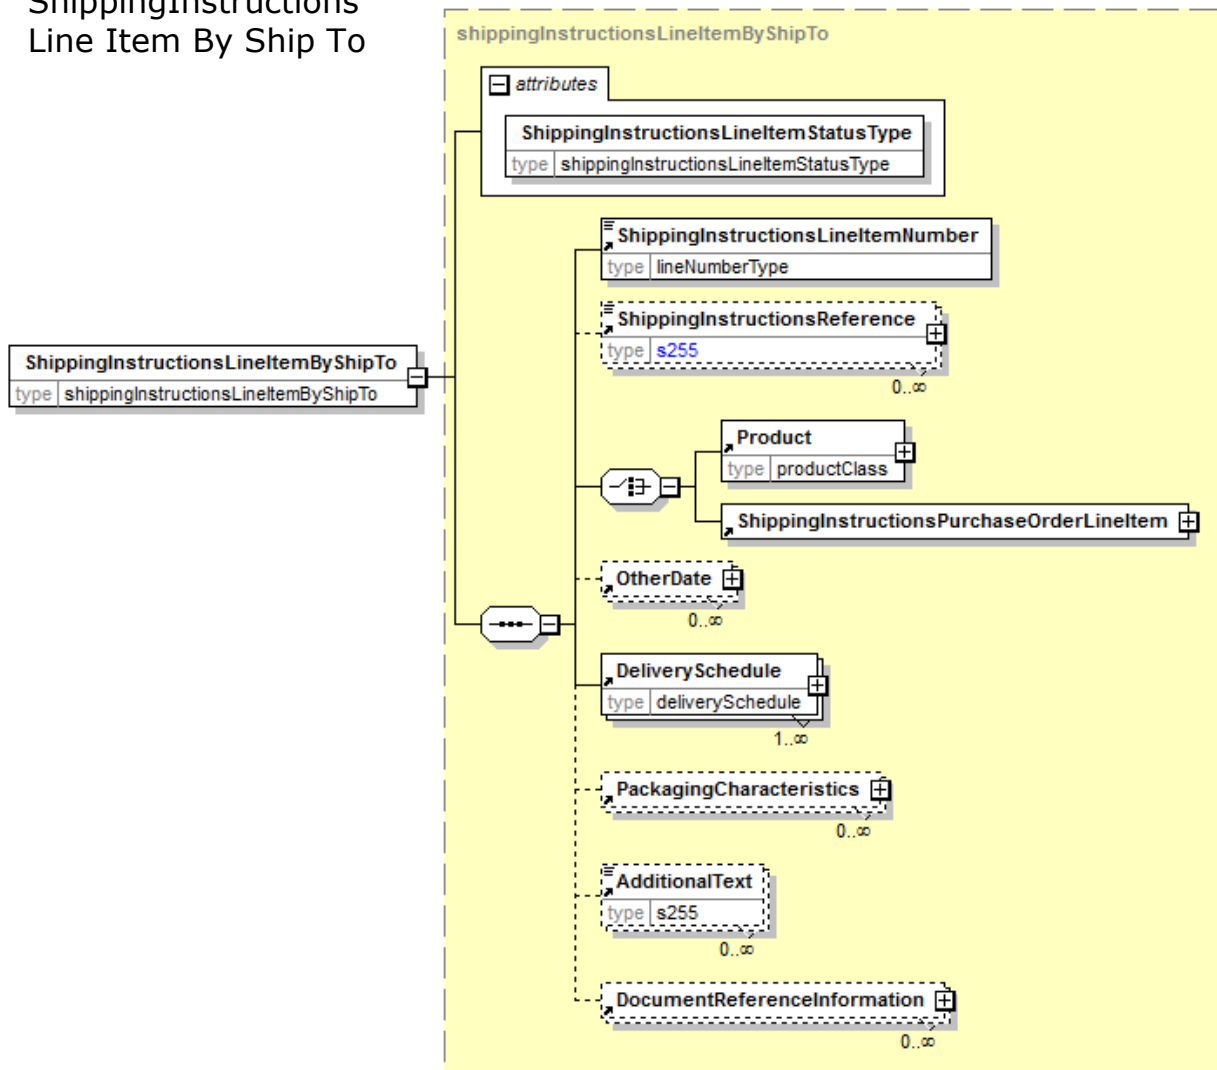 ShippingInstructions
Line Item By Ship To
shippingInstructionsLineItemByShipTo
attributes
ShippingInstructionsLineItemStatusType
type shippingInstructionsLineItemStatusType
ShippingInstructionsLineItemNumber
type lineNumberType
ShippingInstructionsReference
type s255
0..∞
ShippingInstructionsLineItemByShipTo
type shippingInstructionsLineItemByShipTo
Product
type productClass
ShippingInstructionsPurchaseOrderLineItem
OtherDate
0..∞
DeliverySchedule
type deliverySchedule
1..∞
PackagingCharacteristics
0..∞
AdditionalText
type s255
0..∞
DocumentReferenceInformation
0..∞